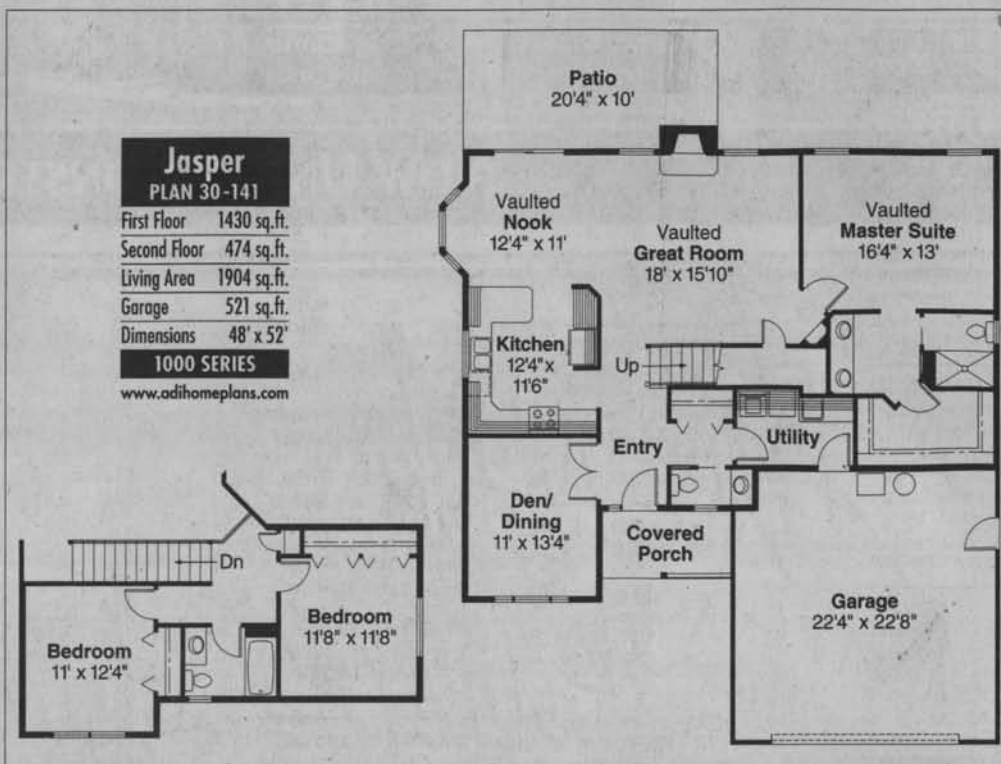 Patio
20'4" x 10'
Jasper
PLAN 30-141
First Floor 1430 sq.ft.
Second Floor 474 sq.ft.
Living Area 1904 sq.ft.
Garage 521 sq.ft.
Dimensions 48' x 52'
1000 SERIES
www.adihomeplans.com
Vaulted
Nook
12'4" x 11'
Vaulted
Great Room
18' x 15'10"
Vaulted
Master Suite
16'4" x 13'
Kitchen
12'4" x
11'6"
Up
Utility
Entry
Den/
Dining
11' x 13'4"
Covered
Porch
Garage
22'4" x 22'8"
Dn
Bedroom
11'8" x 11'8"
Bedroom
11' x 12'4"